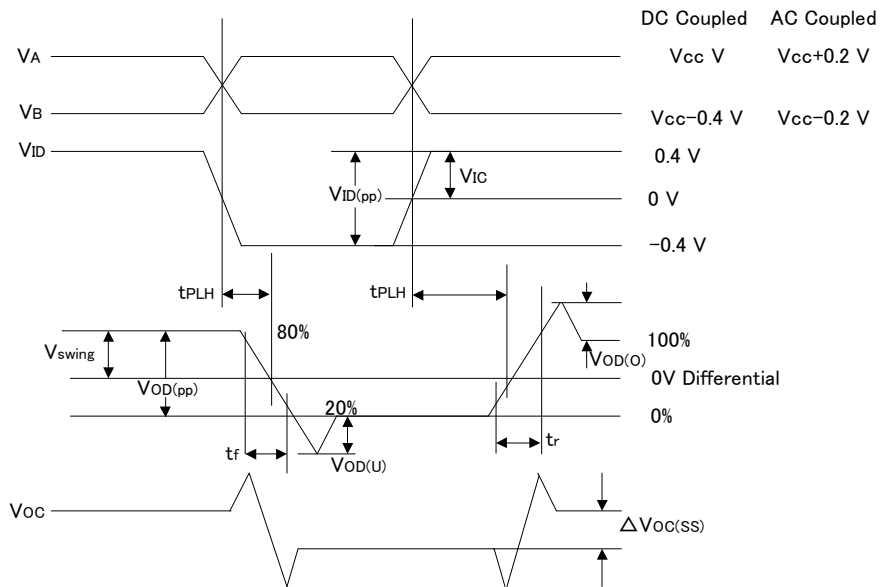 DC Coupled AC Coupled
VA Vcc V Vcc+0.2 V
VB Vcc−0.4 V Vcc−0.2 V
VID 0.4 V
VID(pp) VIC
0 V
−0.4 V
tPLH tPLH
80% 100%
Vswing VOD(O)
VOD(pp) 0V Differential
20% 0%
tf VOD(U) tr
VOC
△VOC(SS)